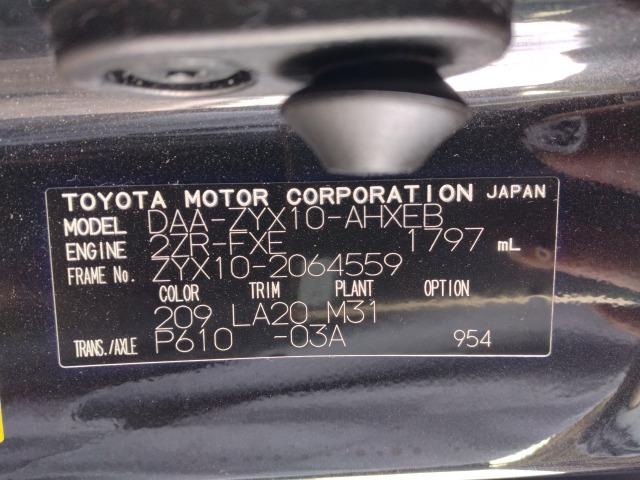 TOYOTA MOTOR CORPORATION JAPAN
MODEL DAA-ZYX10-AHXEB
ENGINE 2ZR-FXE 1797 mL
FRAME No. ZYX10-2064559
COLOR TRIM PLANT OPTION
209 LA20 M31
TRANS./AXLE P610 -03A 954